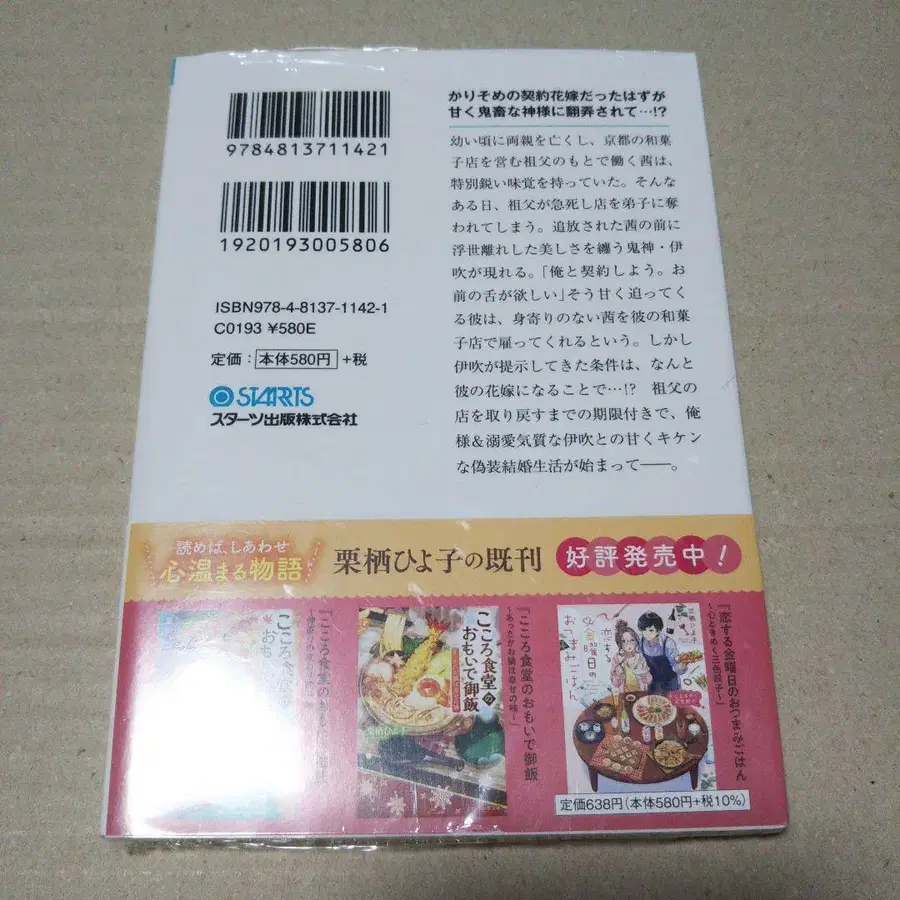 9784813711421
1920193005806
ISBN978-4-8137-1142-1
C0193 ¥580E
定価：本体580円+税
STARTS
スターツ出版株式会社
かりそめの契約花嫁だったはずが
甘く鬼畜な神様に翻弄されて…!?
幼い頃に両親を亡くし、京都の和菓
子店を営む祖父のもとで働く茜は、
特別鋭い味覚を持っていた。そんな
ある日、祖父が急死し店を弟子に奪
われてしまう。追放された茜の前に
浮世離れした美しさを纏う鬼神・伊
吹が現れる。「俺と契約しよう。お
前の舌が欲しい」そう甘く迫ってく
る彼は、身寄りのない茜を彼の和菓
子店で雇ってくれるという。しかし
伊吹が提示してきた条件は、なんと
彼の花嫁になることで…!? 祖父の
店を取り戻すまでの期限付きで、俺
様&溺愛気質な伊吹との甘くキケン
な偽装結婚生活が始まって――。
読めば、しあわせ
心温まる物語
栗栖ひよ子の既刊
好評発売中！
『恋する金曜日のおつまみごはん
～心ときめく三色餃子～』
恋する
金曜日の
おつまみごはん
『こころ食堂のおもいで御飯
～あったかお鍋は幸せの味～』
こころ食堂の
おもいで御飯
『こころ食堂のおもいで
こころ食堂
おも
定価638円(本体580円+税10%)